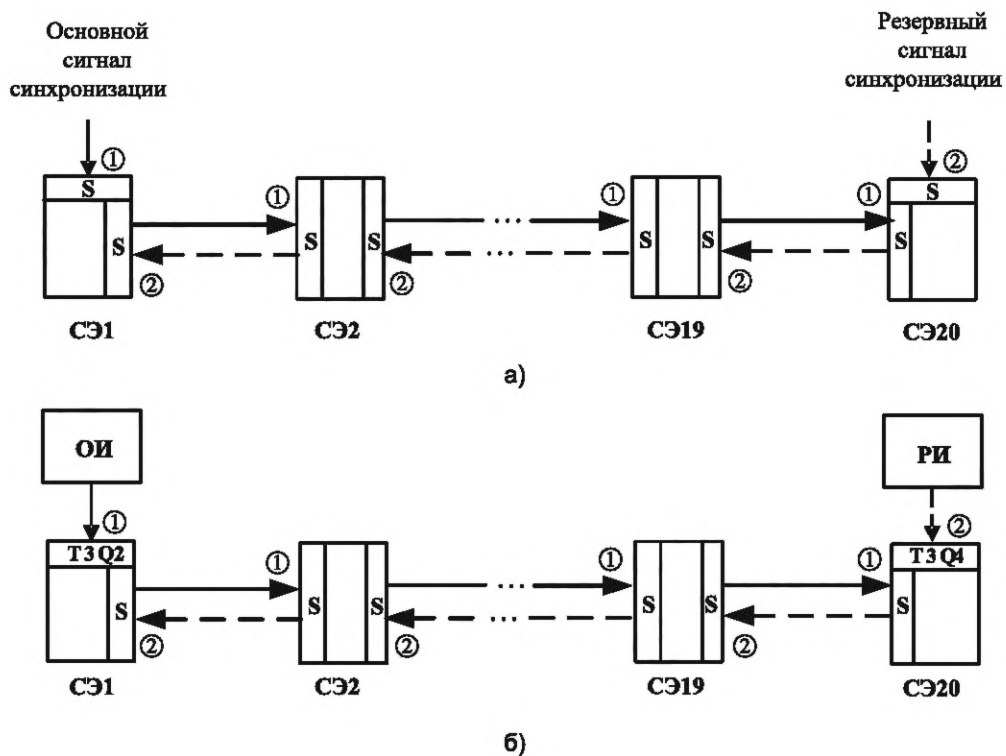 Основной
сигнал
синхронизации
Резервный
сигнал
синхронизации
① ②
S S
① ① ①
S S S ... S S S
② ② ② ②
СЭ1 СЭ2 СЭ19 СЭ20
а)
ОИ РИ
① ②
Т3 Q2 Т3 Q4
① ① ①
S S S ... S S S
② ② ② ②
СЭ1 СЭ2 СЭ19 СЭ20
б)